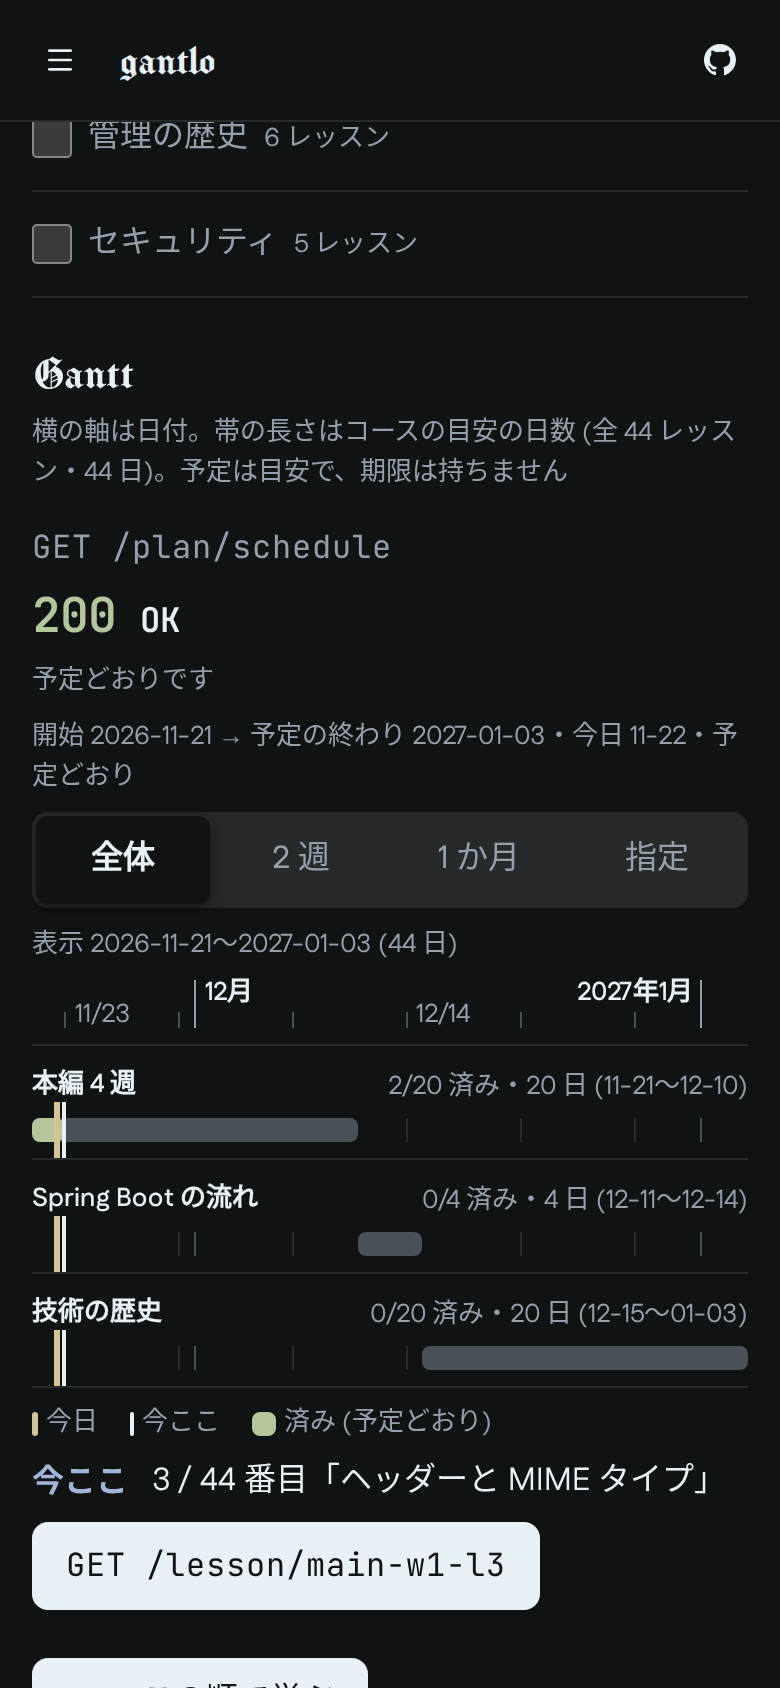 gantlo
管理の歴史 6 レッスン
セキュリティ 5 レッスン
Gantt
横の軸は日付。帯の長さはコースの目安の日数 (全 44 レッス
ン・44 日)。予定は目安で、期限は持ちません
GET /plan/schedule
200 OK
予定どおりです
開始 2026-11-21 → 予定の終わり 2027-01-03・今日 11-22・予
定どおり
全体 2 週 1 か月 指定
表示 2026-11-21〜2027-01-03 (44 日)
12月 2027年1月
11/23 12/14
本編 4 週 2/20 済み・20 日 (11-21〜12-10)
Spring Boot の流れ 0/4 済み・4 日 (12-11〜12-14)
技術の歴史 0/20 済み・20 日 (12-15〜01-03)
今日 今ここ 済み (予定どおり)
今ここ 3 / 44 番目「ヘッダーと MIME タイプ」
GET /lesson/main-w1-l3